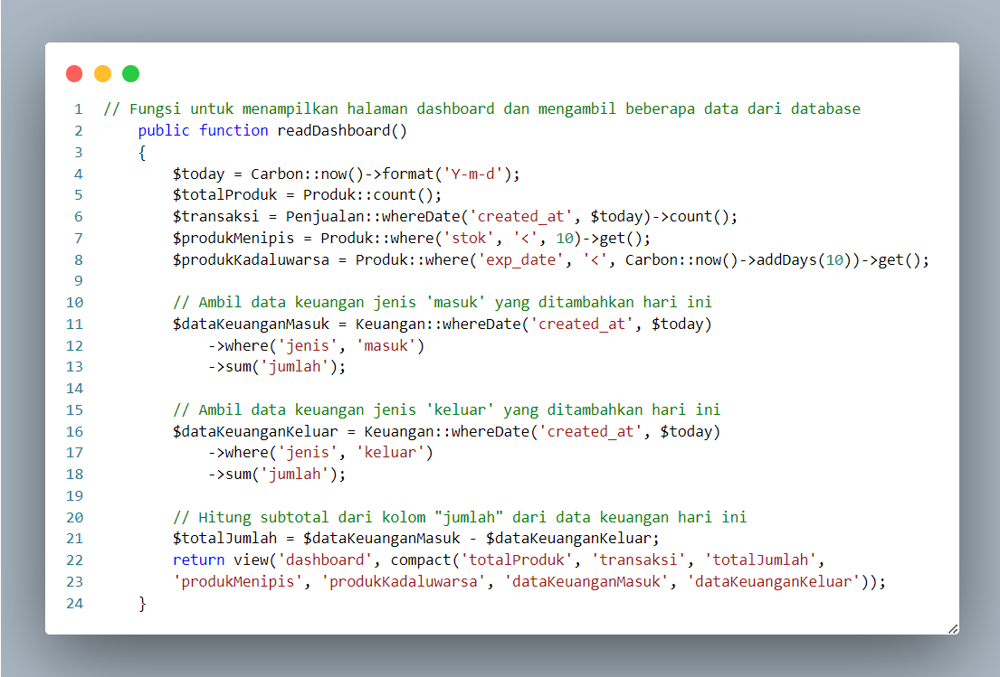 1 // Fungsi untuk menampilkan halaman dashboard dan mengambil beberapa data dari database
2     public function readDashboard()
3     {
4         $today = Carbon::now()->format('Y-m-d');
5         $totalProduk = Produk::count();
6         $transaksi = Penjualan::whereDate('created_at', $today)->count();
7         $produkMenipis = Produk::where('stok', '<', 10)->get();
8         $produkKadaluwarsa = Produk::where('exp_date', '<', Carbon::now()->addDays(10))->get();
9
10         // Ambil data keuangan jenis 'masuk' yang ditambahkan hari ini
11         $dataKeuanganMasuk = Keuangan::whereDate('created_at', $today)
12             ->where('jenis', 'masuk')
13             ->sum('jumlah');
14
15         // Ambil data keuangan jenis 'keluar' yang ditambahkan hari ini
16         $dataKeuanganKeluar = Keuangan::whereDate('created_at', $today)
17             ->where('jenis', 'keluar')
18             ->sum('jumlah');
19
20         // Hitung subtotal dari kolom "jumlah" dari data keuangan hari ini
21         $totalJumlah = $dataKeuanganMasuk - $dataKeuanganKeluar;
22         return view('dashboard', compact('totalProduk', 'transaksi', 'totalJumlah',
23         'produkMenipis', 'produkKadaluwarsa', 'dataKeuanganMasuk', 'dataKeuanganKeluar'));
24     }